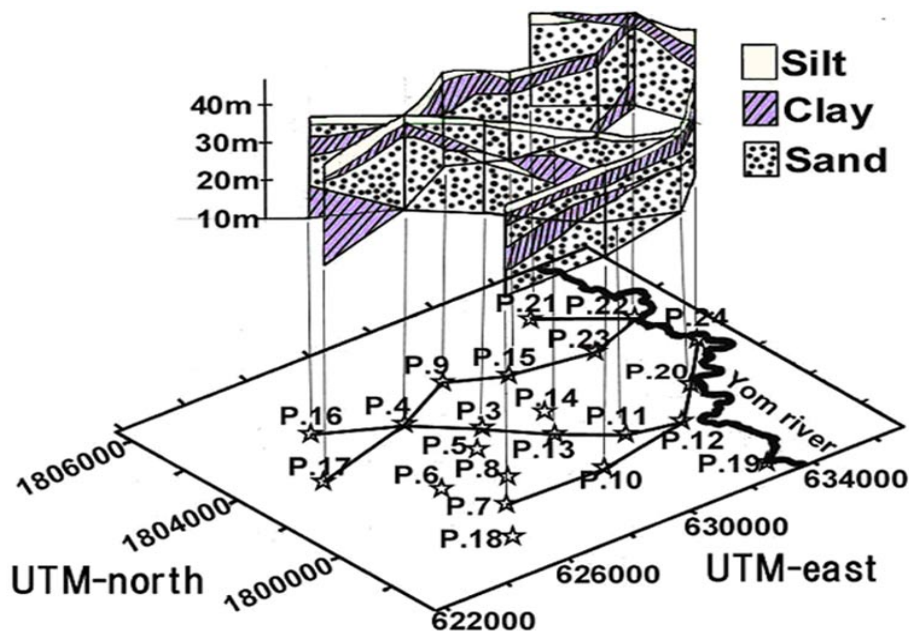 Silt
40m
Clay
30m
Sand
20m
10m
P.21
P.22
P.24
P.23
P.15
P.9
P.20
Yom river
P.14
P.16
P.4
P.3
P.11
P.5
P.13
P.12
P.17
P.6
P.8
P.19
P.10
P.7
P.18
1806000
634000
1804000
630000
1800000
626000
UTM-north
UTM-east
622000